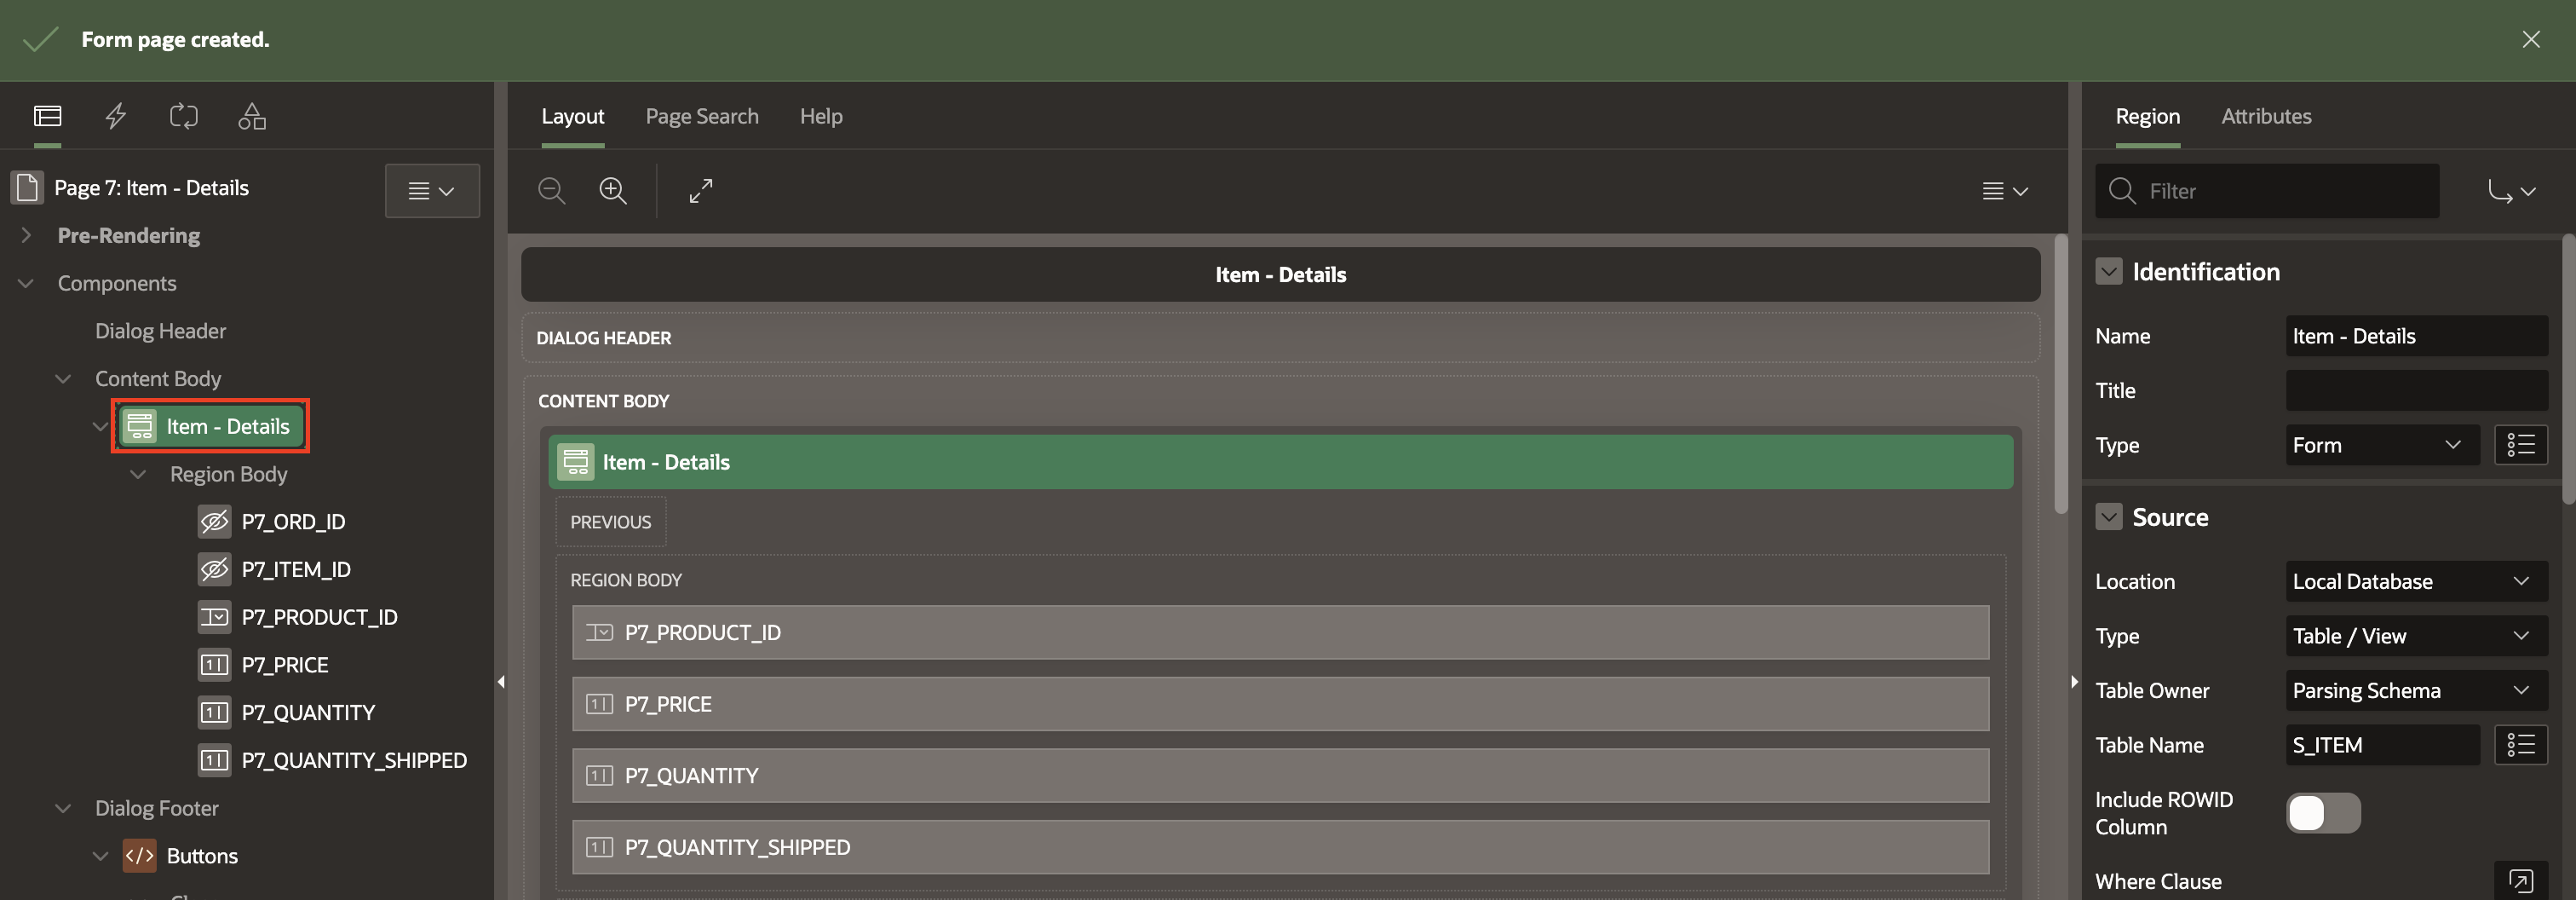 Form page created.
Layout
Page Search
Help
Region
Attributes
Page 7: Item - Details
Pre-Rendering
Components
Dialog Header
Content Body
Item - Details
Region Body
P7_ORD_ID
P7_ITEM_ID
P7_PRODUCT_ID
P7_PRICE
P7_QUANTITY
P7_QUANTITY_SHIPPED
Dialog Footer
Buttons
Item - Details
DIALOG HEADER
CONTENT BODY
Item - Details
PREVIOUS
REGION BODY
P7_PRODUCT_ID
P7_PRICE
P7_QUANTITY
P7_QUANTITY_SHIPPED
Filter
Identification
Name Item - Details
Title
Type Form
Source
Location Local Database
Type Table / View
Table Owner Parsing Schema
Table Name S_ITEM
Include ROWID
Column
Where Clause